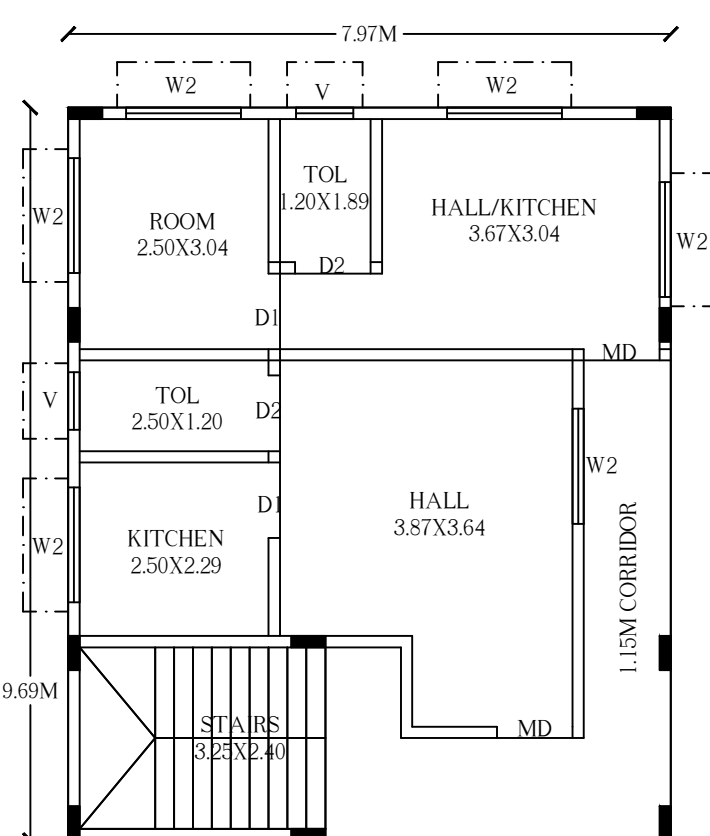 7.97M
W2
V
W2
TOL
1.20X1.89
ROOM
2.50X3.04
HALL/KITCHEN
3.67X3.04
W2
W2
D2
D1
MD
TOL
2.50X1.20
V
D2
W2
HALL
3.87X3.64
D1
KITCHEN
2.50X2.29
W2
1.15M CORRIDOR
9.69M
STAIRS
3.25X2.40
MD